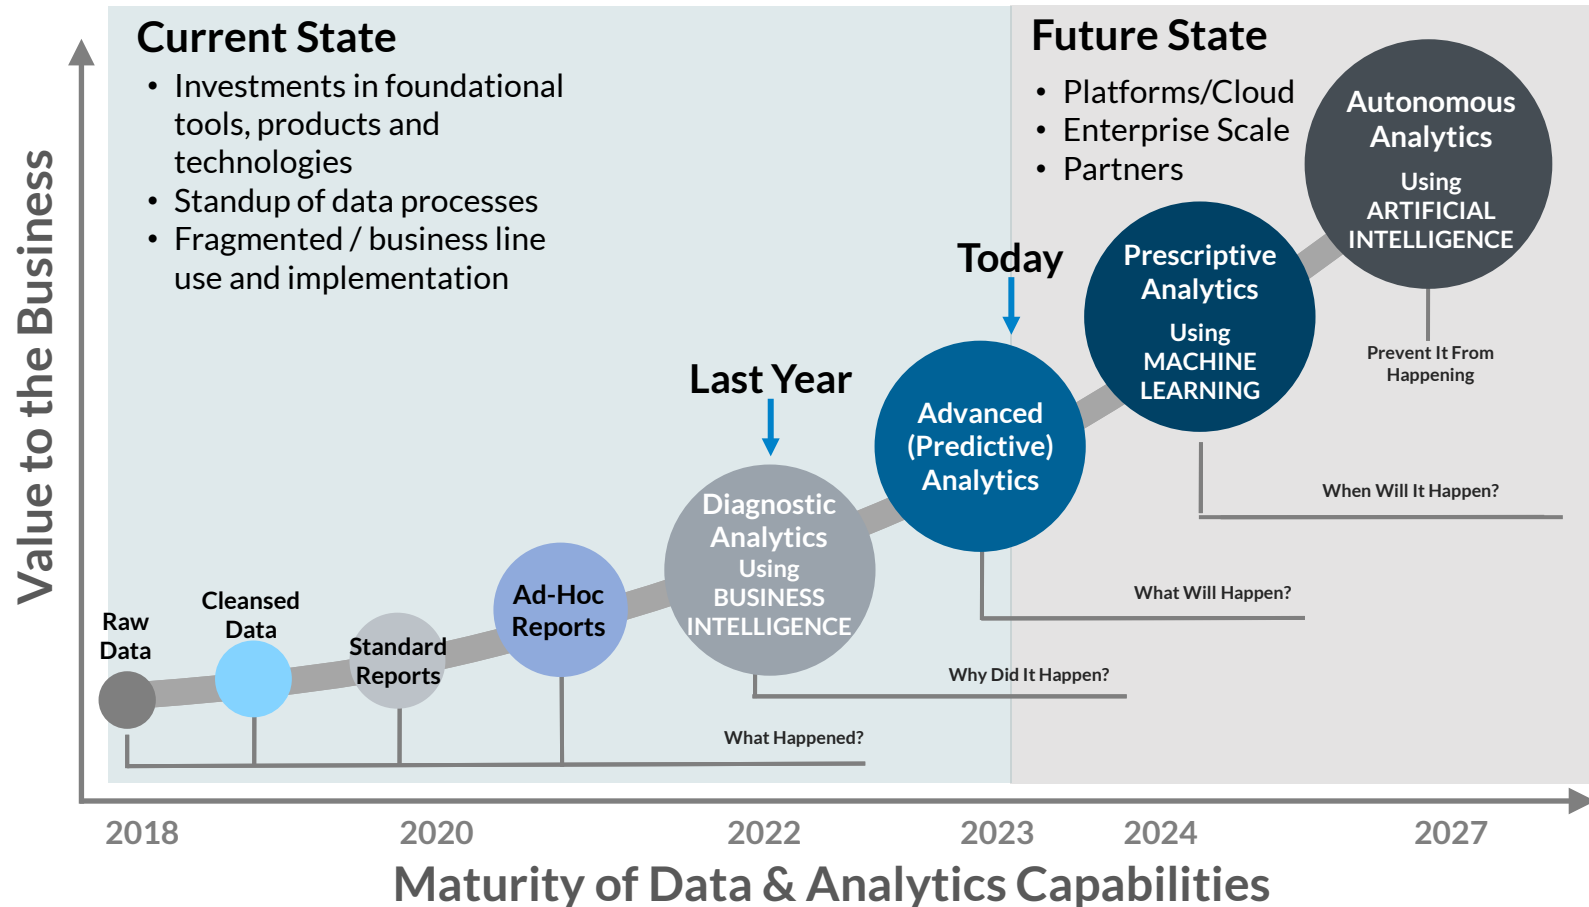 Current State
• Investments in foundational
tools, products and
technologies
• Standup of data processes
• Fragmented / business line
use and implementation
Future State
• Platforms/Cloud
• Enterprise Scale
• Partners
Value to the Business
Raw
Data
Cleansed
Data
Standard
Reports
Ad-Hoc
Reports
Last Year
Diagnostic
Analytics
Using
BUSINESS
INTELLIGENCE
Today
Advanced
(Predictive)
Analytics
Prescriptive
Analytics
Using
MACHINE
LEARNING
Autonomous
Analytics
Using
ARTIFICIAL
INTELLIGENCE
Prevent It From
Happening
When Will It Happen?
What Will Happen?
Why Did It Happen?
What Happened?
2018
2020
2022
2023
2024
2027
Maturity of Data & Analytics Capabilities